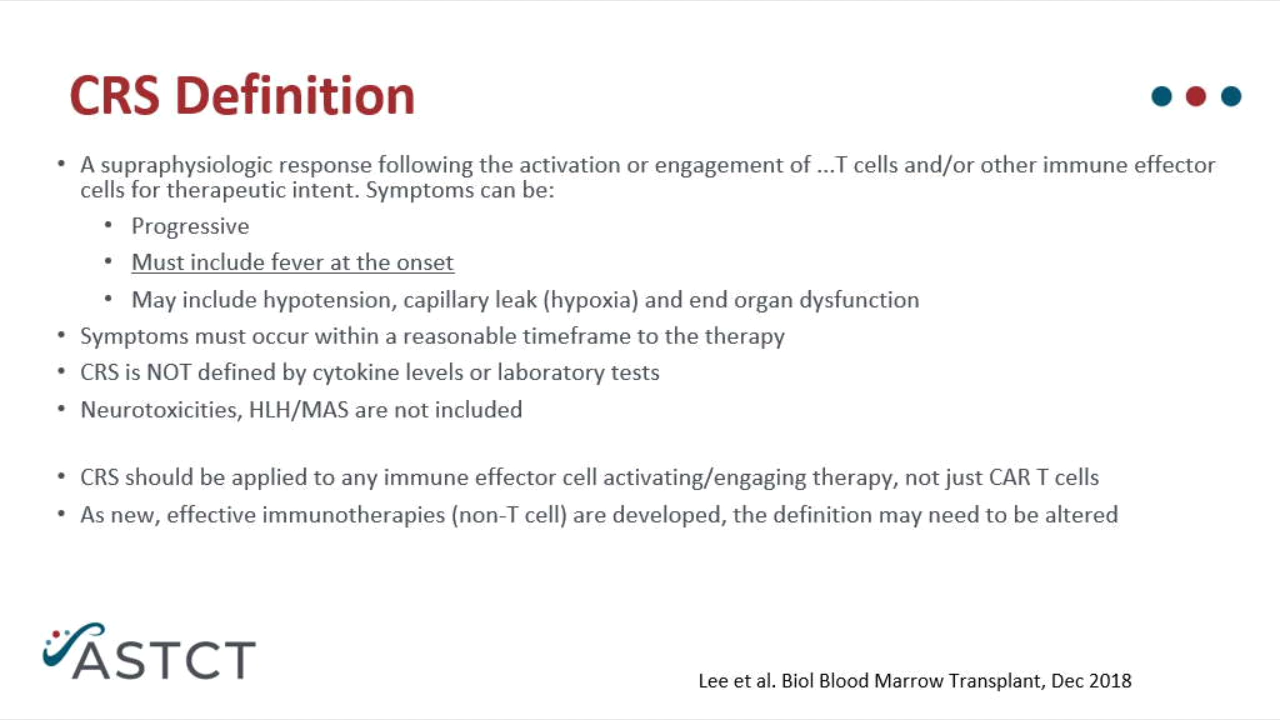 CRS Definition
• A supraphysiologic response following the activation or engagement of ...T cells and/or other immune effector
cells for therapeutic intent. Symptoms can be:
• Progressive
• Must include fever at the onset
• May include hypotension, capillary leak (hypoxia) and end organ dysfunction
• Symptoms must occur within a reasonable timeframe to the therapy
• CRS is NOT defined by cytokine levels or laboratory tests
• Neurotoxicities, HLH/MAS are not included
• CRS should be applied to any immune effector cell activating/engaging therapy, not just CAR T cells
• As new, effective immunotherapies (non-T cell) are developed, the definition may need to be altered
ASTCT
Lee et al. Biol Blood Marrow Transplant, Dec 2018